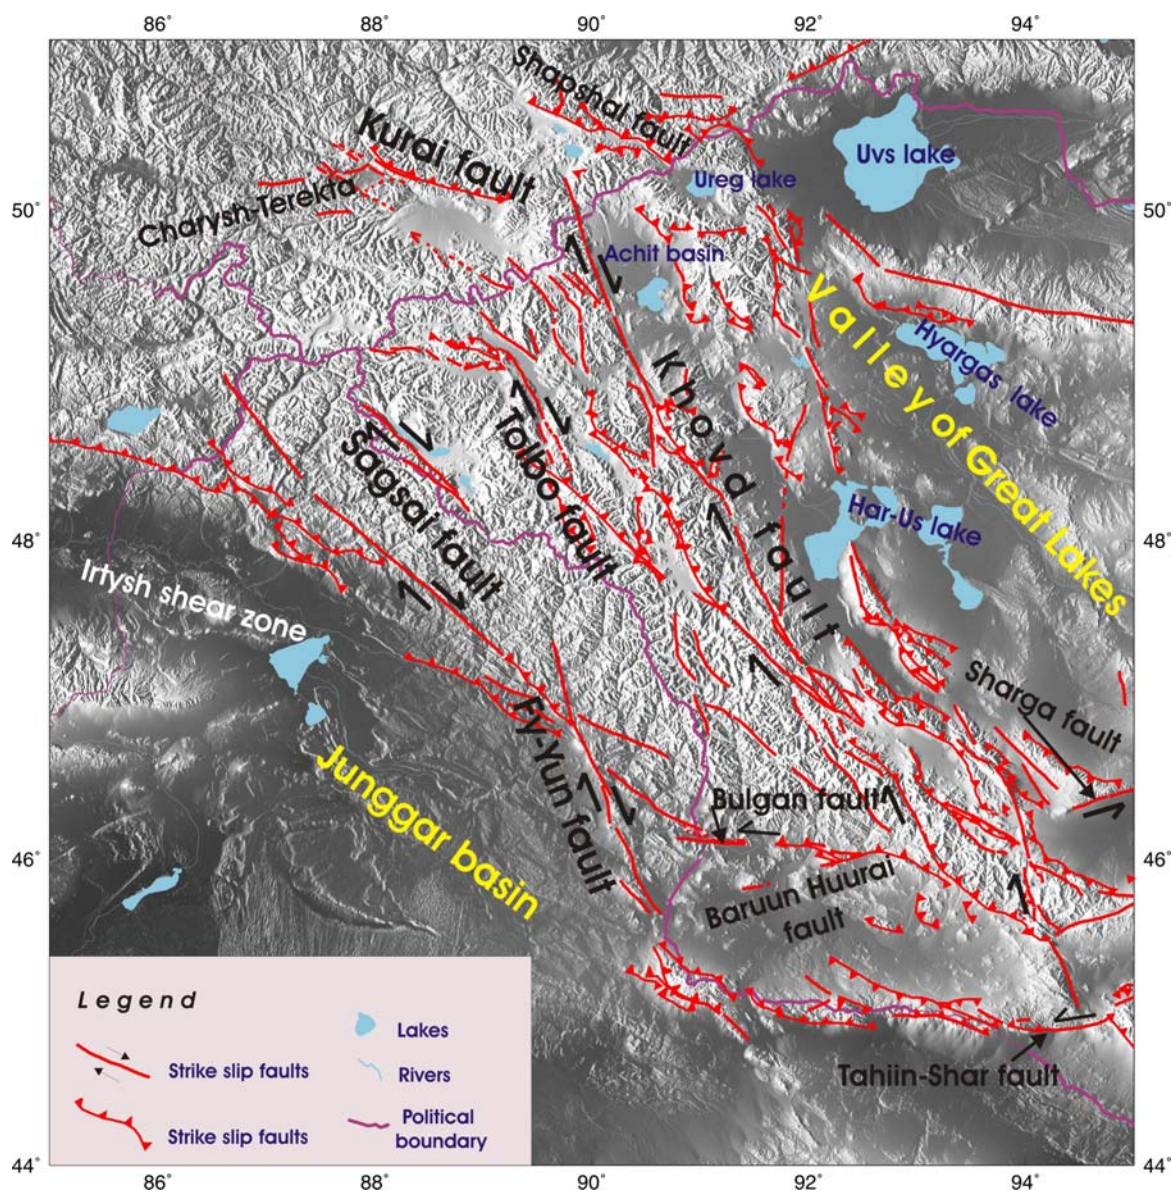 86° 88° 90° 92° 94°
Shapshal fault
Kurai fault
Uvs lake
Ureg lake
Charysh-Terekta
50° 50°
Achit basin
Valley of Great Lakes
Hyargas lake
Khovd fault
Tolbo fault
Sagsai fault
Har-Us lake
48° 48°
Irtysh shear zone
Sharga fault
Fy-Yun fault
Junggar basin
Bulgan fault
46° 46°
Baruun Huurai
fault
Legend
Lakes
Strike slip faults
Rivers
Tahiin-Shar fault
Political
boundary
Strike slip faults
44° 44°
86° 88° 90° 92° 94°